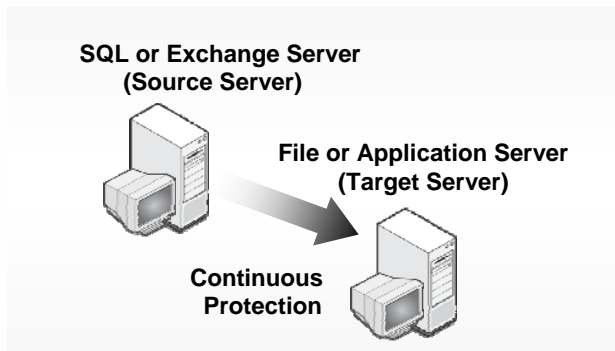 SQL or Exchange Server
(Source Server)
File or Application Server
(Target Server)
Continuous
Protection